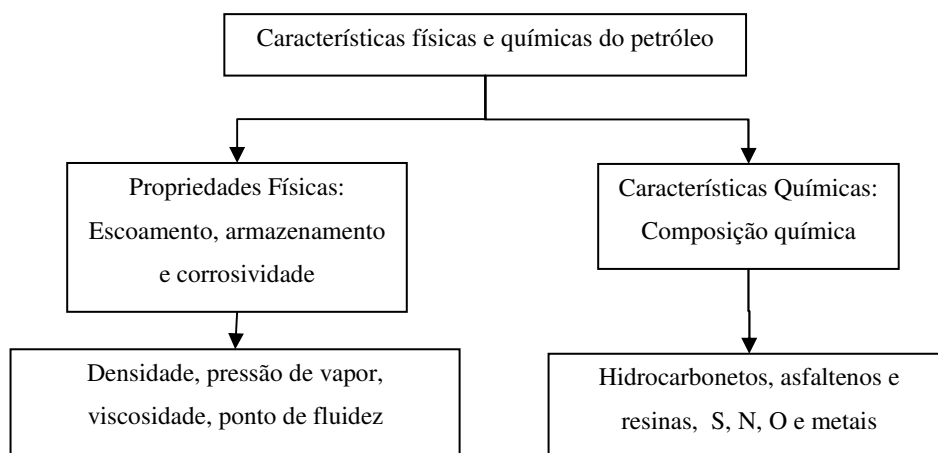 Características físicas e químicas do petróleo
Propriedades Físicas:
Escoamento, armazenamento
e corrosividade
Características Químicas:
Composição química
Densidade, pressão de vapor,
viscosidade, ponto de fluidez
Hidrocarbonetos, asfaltenos e
resinas, S, N, O e metais